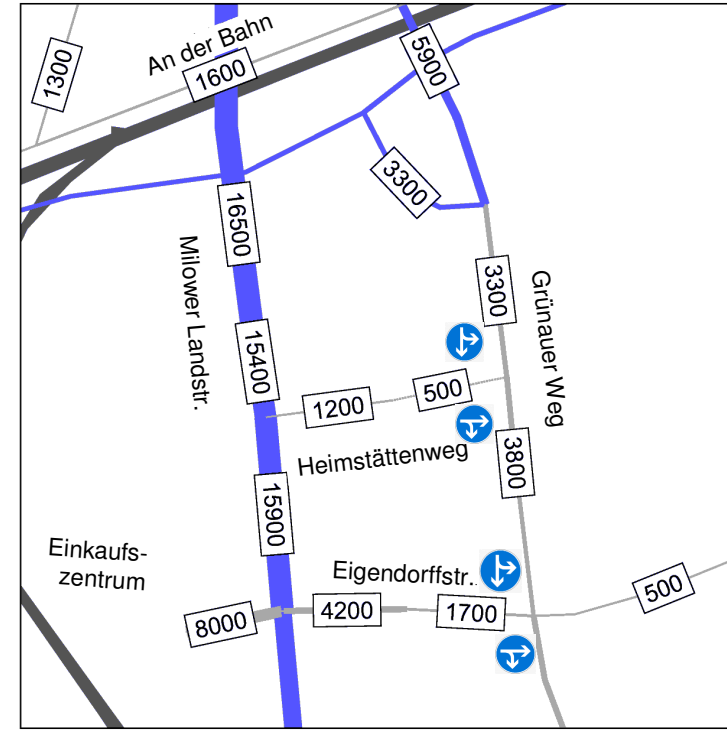 An der Bahn
1300
1600
5900
3300
16500
Milower Landstr.
3300
Grünauer Weg
15400
1200
500
Heimstättenweg
3800
15900
Einkaufs-
zentrum
Eigendorffstr..
8000
4200
1700
500